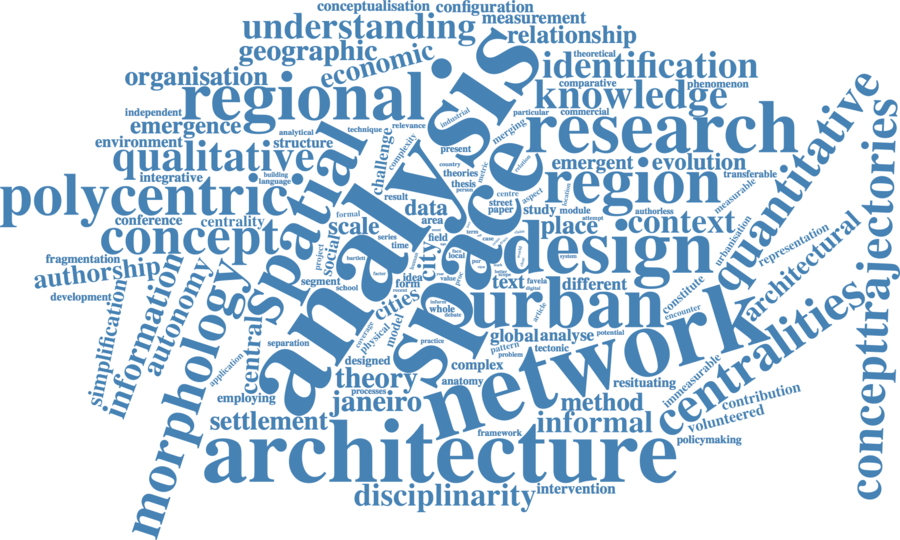 conceptualisation
configuration
understanding
measurement
relationship
geographic
economic
theoretical
identification
organisation
regional
comparative
phenomenon
knowledge
independent
industrial
particular
commercial
emergence
analytical
technique
relevance
merging
research
environment
structure
challenge
complexity
present
qualitative
country
theories
metric
relation
emergent
evolution
integrative
building
language
thesis
person
transferable
polycentric
spatial
analysis
space
region
quantitative
conceptutrajectories
result
centre
aspect
location
street
paper
study
module
attempt
authorless
measurable
conference
centrality
formal
scale
data
area
place
context
urbanisation
concept
series
time
field
term
case
design
representation
architectural
fragmentation
project
social
bartlett
city
local
system
authorship
segment
school
factor
idea
form
text
favela
digital
different
constitute
development
information
autonomy
simplification
cities
inform
whole
debate
article
urban
encounter
morphology
central
separation
coverage
physical
model
practice
global
analyse
potential
pattern
problem
tectonic
network
centralities
application
designed
processes
complex
anatomy
theory
resituating
immeasurable
contribution
volunteered
employing
janeiro
method
settlement
informal
framework
policymaking
architecture
disciplinarity
intervention